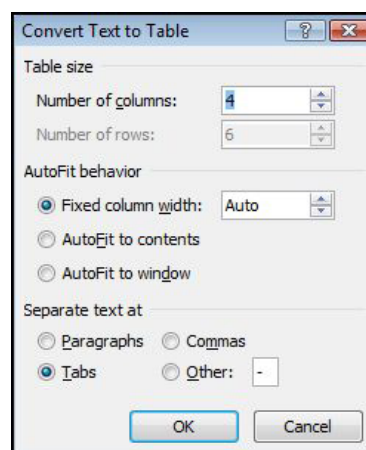 Convert Text to Table
Table size
Number of columns: 4
Number of rows: 6
AutoFit behavior
Fixed column width: Auto
AutoFit to contents
AutoFit to window
Separate text at
Paragraphs Commas
Tabs Other: -
OK Cancel